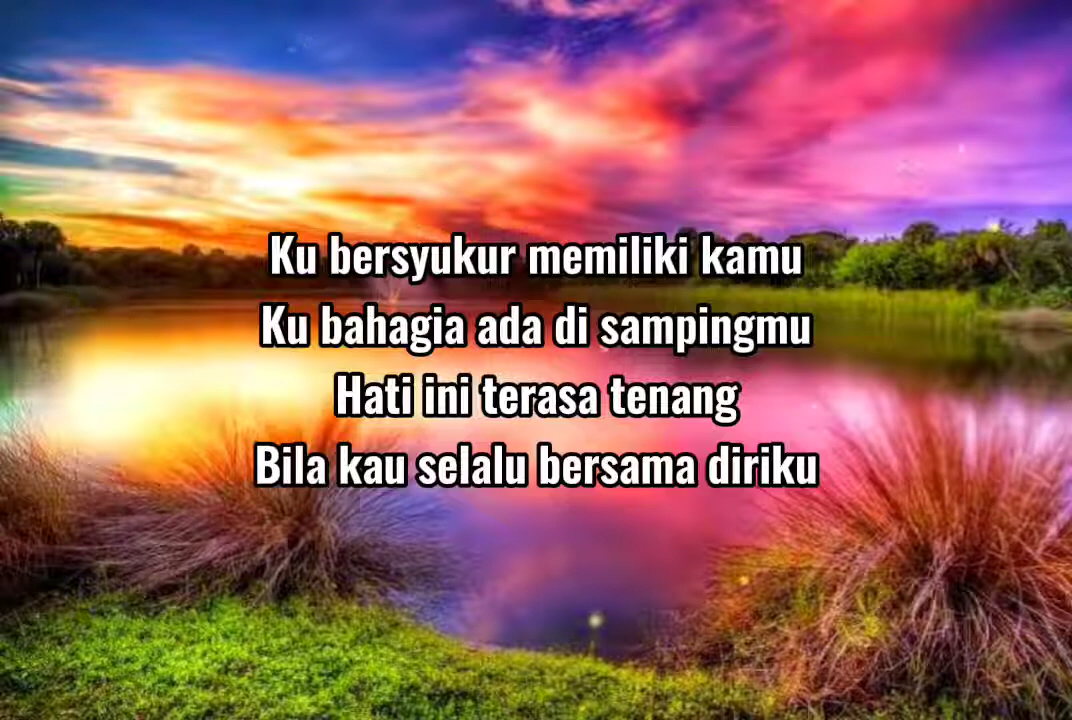 Ku bersyukur memiliki kamu
Ku bahagia ada di sampingmu
Hati ini terasa tenang
Bila kau selalu bersama diriku